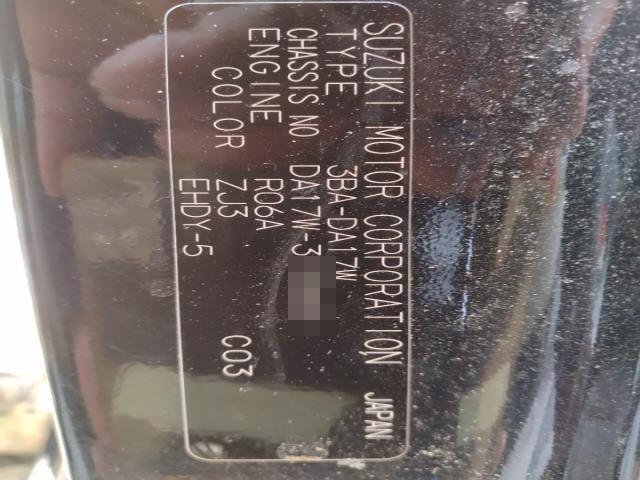 SUZUKI MOTOR CORPORATION JAPAN
TYPE 3BA-DA17W
CHASSIS NO. DA17W-3
ENGINE R06A
COLOR ZJ3 C03
EHDY-5